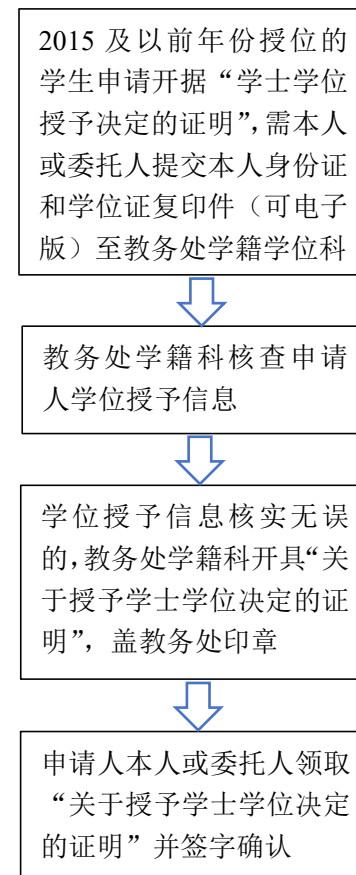 2015 及以前年份授位的
学生申请开据“学士学位
授予决定的证明”,需本人
或委托人提交本人身份证
和学位证复印件（可电子
版）至教务处学籍学位科
教务处学籍科核查申请
人学位授予信息
学位授予信息核实无误
的,教务处学籍科开具“关
于授予学士学位决定的证
明”，盖教务处印章
申请人本人或委托人领取
“关于授予学士学位决定
的证明”并签字确认